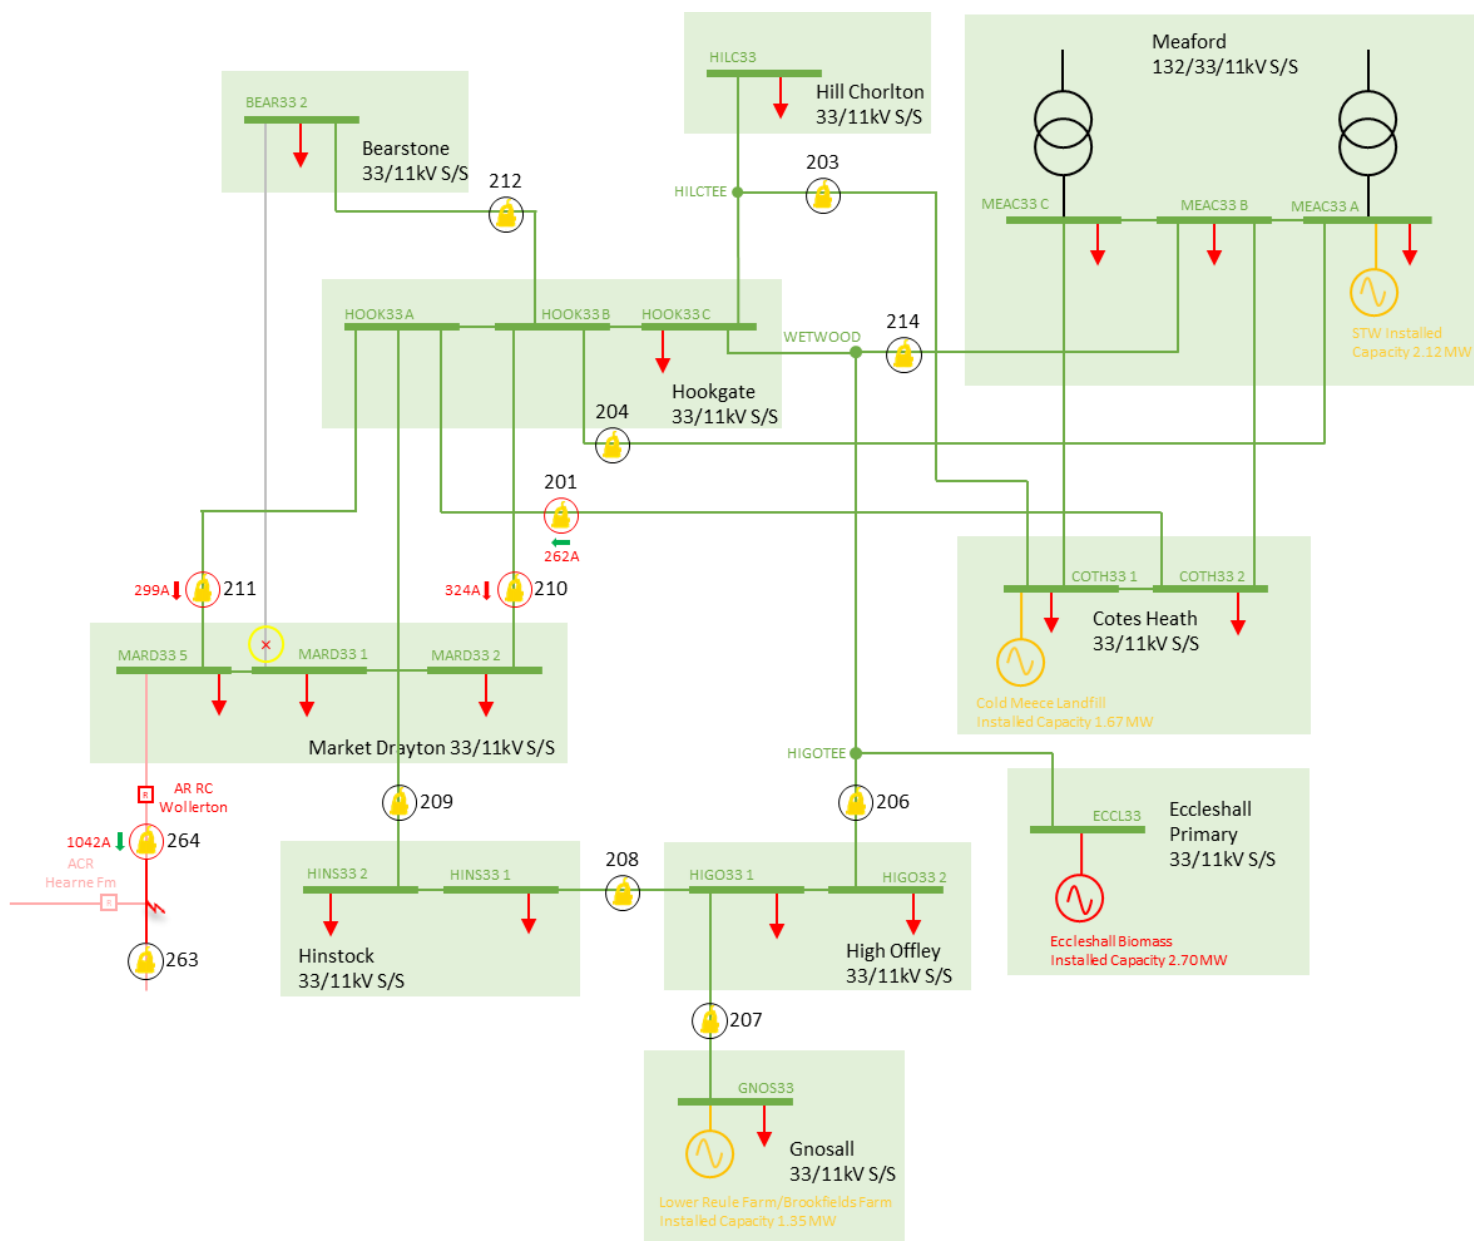 HILC33
Hill Chorlton
33/11kV S/S
Meaford
132/33/11kV S/S
BEAR33 2
Bearstone
33/11kV S/S
212
203
HILCTEE
MEAC33 C
MEAC33 B
MEAC33 A
STW Installed
Capacity 2.12 MW
HOOK33 A
HOOK33 B
HOOK33 C
WETWOOD
214
Hookgate
33/11kV S/S
204
201
262A
299A
211
324A
210
COTH33 1
COTH33 2
Cotes Heath
33/11kV S/S
Cold Meece Landfill
Installed Capacity 1.67 MW
MARD33 5
MARD33 1
MARD33 2
Market Drayton 33/11kV S/S
HIGOTEE
R
AR RC
Wollerton
209
206
1042A
264
ACR
Hearne Fm
R
263
ECCL33
Eccleshall
Primary
33/11kV S/S
Eccleshall Biomass
Installed Capacity 2.70 MW
HINS33 2
HINS33 1
208
HIGO33 1
HIGO33 2
Hinstock
33/11kV S/S
High Offley
33/11kV S/S
207
GNOS33
Gnosall
33/11kV S/S
Lower Reule Farm/Brookfields Farm
Installed Capacity 1.35 MW